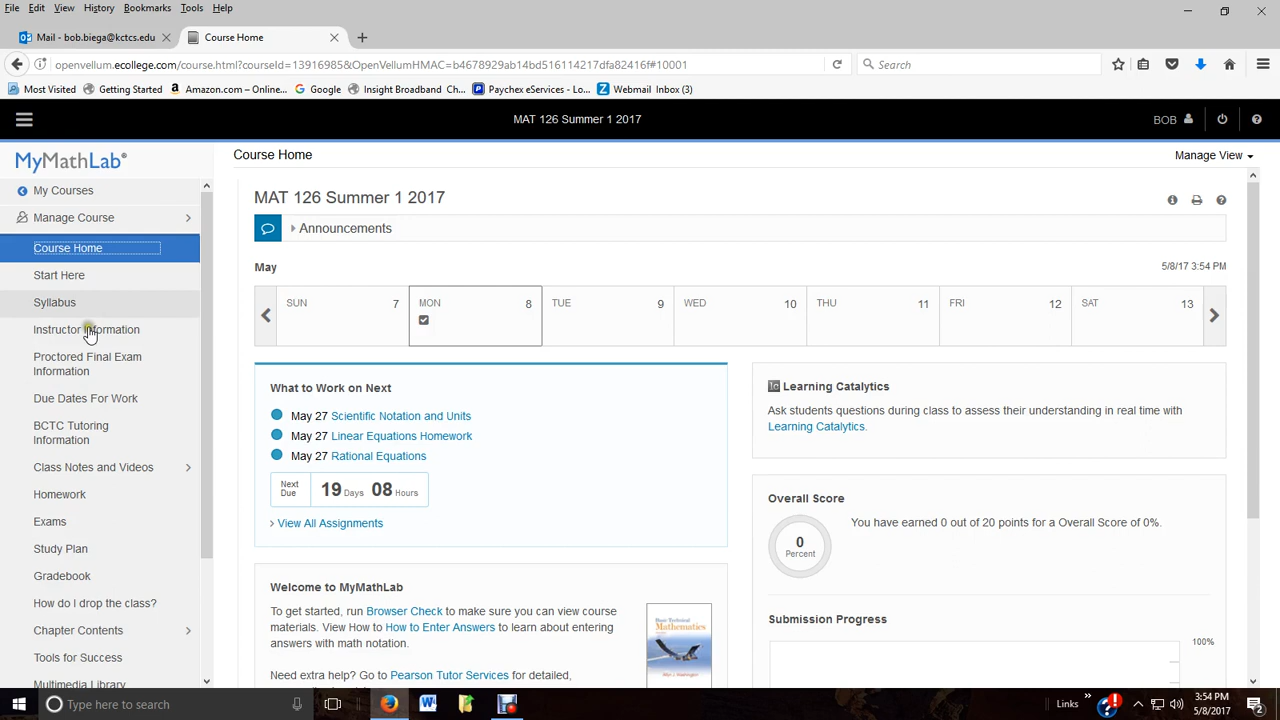 File Edit View History Bookmarks Tools Help
Mail - bob.biega@kctcs.edu
Course Home
openvellum.ecollege.com/course.html?courseId=13916985&OpenVellumHMAC=b4678929ab14bd516114217dfa82416f#10001
Search
Most Visited Getting Started Amazon.com – Online... Google Insight Broadband Ch... Paychex eServices - Lo... Webmail Inbox (3)
MAT 126 Summer 1 2017
BOB
MyMathLab®
My Courses
Manage Course
Course Home
Start Here
Syllabus
Instructor Information
Proctored Final Exam
Information
Due Dates For Work
BCTC Tutoring
Information
Class Notes and Videos
Homework
Exams
Study Plan
Gradebook
How do I drop the class?
Chapter Contents
Tools for Success
Multimedia Library
Course Home
Manage View
MAT 126 Summer 1 2017
Announcements
May
5/8/17 3:54 PM
SUN 7 MON 8 TUE 9 WED 10 THU 11 FRI 12 SAT 13
What to Work on Next
May 27 Scientific Notation and Units
May 27 Linear Equations Homework
May 27 Rational Equations
Next
Due
19 Days 08 Hours
View All Assignments
Welcome to MyMathLab
To get started, run Browser Check to make sure you can view course
materials. View How to How to Enter Answers to learn about entering
answers with math notation.
Need extra help? Go to Pearson Tutor Services for detailed,
Basic Technical
Mathematics
Learning Catalytics
Ask students questions during class to assess their understanding in real time with
Learning Catalytics.
Overall Score
0
Percent
You have earned 0 out of 20 points for a Overall Score of 0%.
Submission Progress
100%
Type here to search
Links
3:54 PM
5/8/2017
2